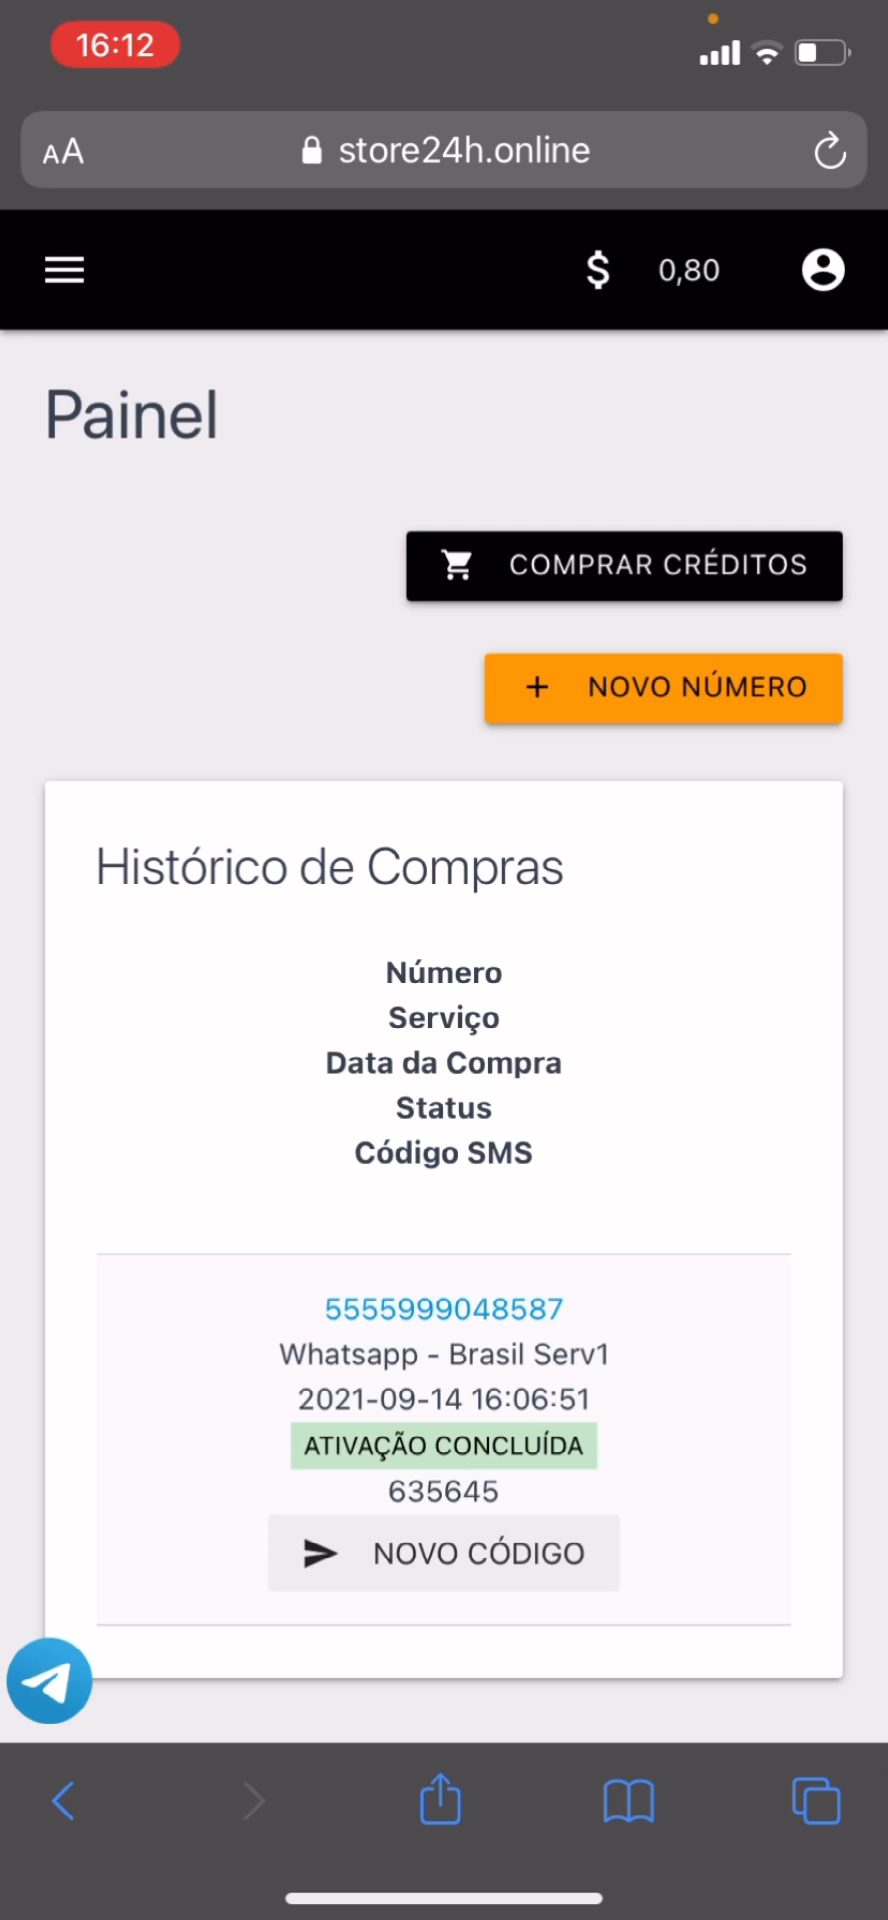 16:12
AA store24h.online
$ 0,80
Painel
COMPRAR CRÉDITOS
+ NOVO NÚMERO
Histórico de Compras
Número
Serviço
Data da Compra
Status
Código SMS
5555999048587
Whatsapp - Brasil Serv1
2021-09-14 16:06:51
ATIVAÇÃO CONCLUÍDA
635645
NOVO CÓDIGO